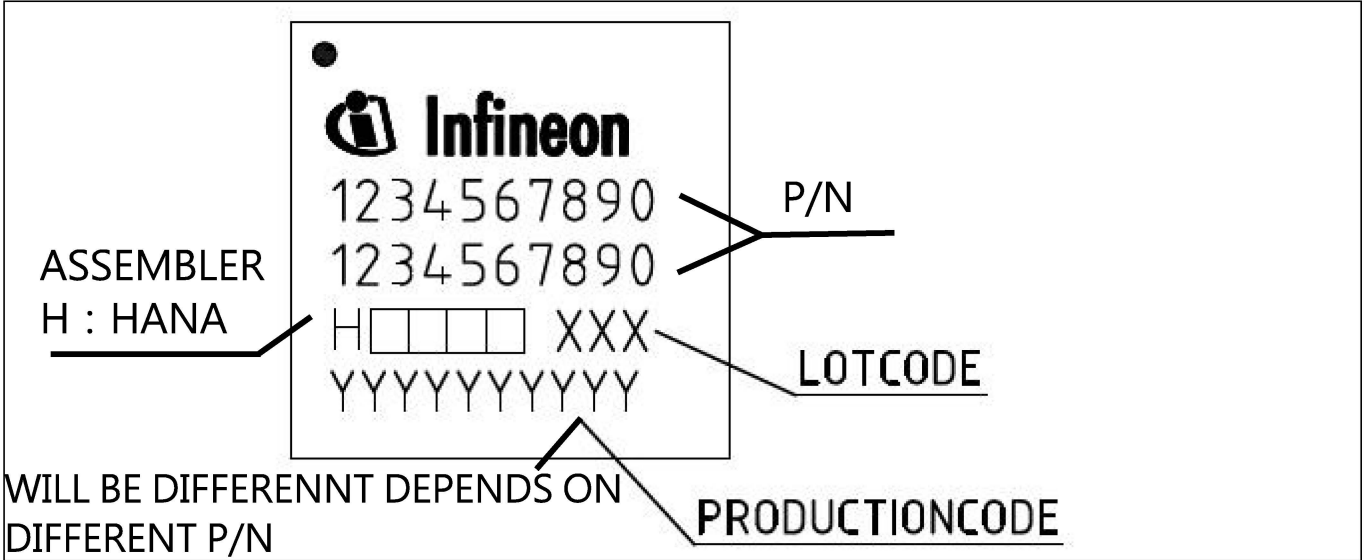 Infineon
1234567890
P/N
1234567890
ASSEMBLER
H : HANA
H XXX
LOTCODE
YYYYYYYYYY
WILL BE DIFFERENNT DEPENDS ON
DIFFERENT P/N
PRODUCTIONCODE